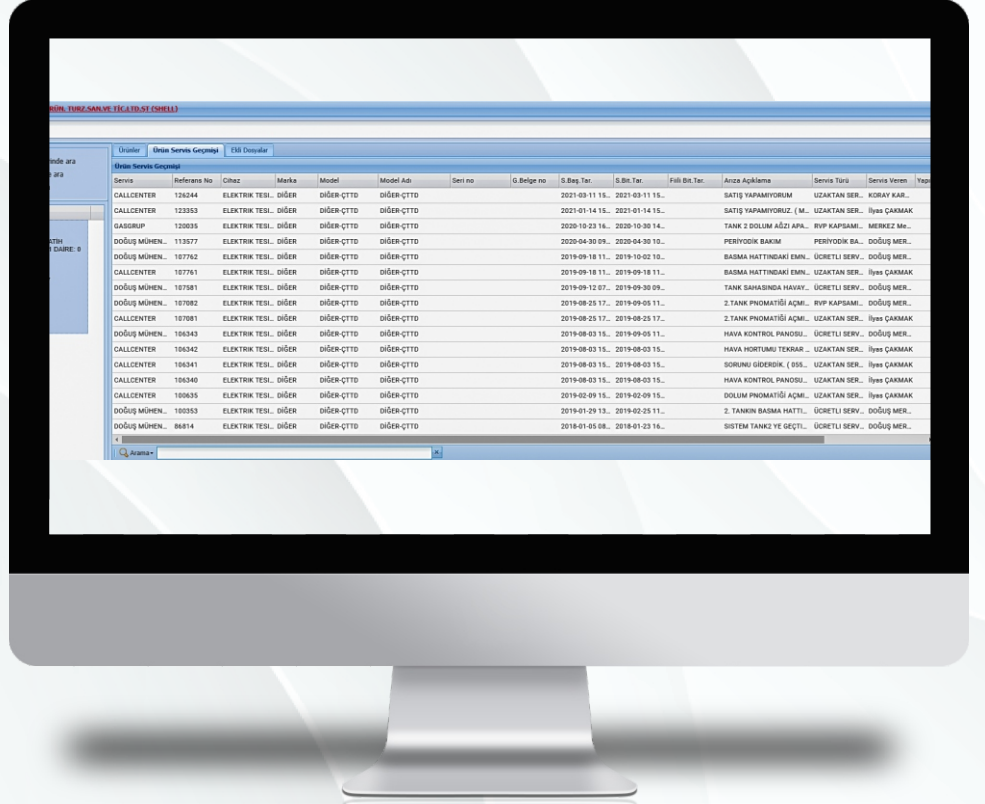 RÜN. TURZ.SAN.VE TİC.LTD.ŞT (SHELL)
inde ara
ara
ATIH
DAİRE: 0
Ürünler Ürün Servis Geçmişi Ekli Dosyalar
Ürün Servis Geçmişi
Servis Referans No Cihaz Marka Model Model Adı Seri no G.Belge no S.Baş.Tar. S.Bit.Tar. Fiili Bit.Tar. Arıza Açıklama Servis Türü Servis Veren
CALLCENTER 126244 ELEKTRIK TESI... DİĞER DİĞER-ÇTTD DİĞER-ÇTTD 2021-03-11 15... 2021-03-11 15... SATIŞ YAPAMIYORUM UZAKTAN SER... KORAY KAR...
CALLCENTER 123353 ELEKTRIK TESI... DİĞER DİĞER-ÇTTD DİĞER-ÇTTD 2021-01-14 15... 2021-01-14 15... SATIŞ YAPAMIYORUZ. ( M... UZAKTAN SER... İlyas ÇAKMAK
GASGRUP 120035 ELEKTRIK TESI... DİĞER DİĞER-ÇTTD DİĞER-ÇTTD 2020-10-23 16... 2020-10-30 14... TANK 2 DOLUM AĞZI APA... RVP KAPSAMI... MERKEZ Me...
DOĞUŞ MÜHEN... 113577 ELEKTRIK TESI... DİĞER DİĞER-ÇTTD DİĞER-ÇTTD 2020-04-30 09... 2020-04-30 10... PERİYODİK BAKIM PERİYODİK BA... DOĞUŞ MER...
DOĞUŞ MÜHEN... 107762 ELEKTRIK TESI... DİĞER DİĞER-ÇTTD DİĞER-ÇTTD 2019-09-18 11... 2019-10-02 10... BASMA HATTINDAKİ EMN... ÜCRETLİ SERV... DOĞUŞ MER...
CALLCENTER 107761 ELEKTRIK TESI... DİĞER DİĞER-ÇTTD DİĞER-ÇTTD 2019-09-18 11... 2019-09-18 11... BASMA HATTINDAKİ EMN... UZAKTAN SER... İlyas ÇAKMAK
DOĞUŞ MÜHEN... 107581 ELEKTRIK TESI... DİĞER DİĞER-ÇTTD DİĞER-ÇTTD 2019-09-12 07... 2019-09-30 09... TANK SAHASINDA HAVAY... ÜCRETLİ SERV... DOĞUŞ MER...
DOĞUŞ MÜHEN... 107082 ELEKTRIK TESI... DİĞER DİĞER-ÇTTD DİĞER-ÇTTD 2019-08-25 17... 2019-09-05 11... 2.TANK PNOMATİĞİ AÇMI... RVP KAPSAMI... DOĞUŞ MER...
CALLCENTER 107081 ELEKTRIK TESI... DİĞER DİĞER-ÇTTD DİĞER-ÇTTD 2019-08-25 17... 2019-08-25 17... 2.TANK PNOMATİĞİ AÇMI... UZAKTAN SER... İlyas ÇAKMAK
DOĞUŞ MÜHEN... 106343 ELEKTRIK TESI... DİĞER DİĞER-ÇTTD DİĞER-ÇTTD 2019-08-03 15... 2019-09-05 11... HAVA KONTROL PANOSU... ÜCRETLİ SERV... DOĞUŞ MER...
CALLCENTER 106342 ELEKTRIK TESI... DİĞER DİĞER-ÇTTD DİĞER-ÇTTD 2019-08-03 15... 2019-08-03 15... HAVA HORTUMU TEKRAR ... UZAKTAN SER... İlyas ÇAKMAK
CALLCENTER 106341 ELEKTRIK TESI... DİĞER DİĞER-ÇTTD DİĞER-ÇTTD 2019-08-03 15... 2019-08-03 15... SORUNU GİDERDİK. ( 055... UZAKTAN SER... İlyas ÇAKMAK
CALLCENTER 106340 ELEKTRIK TESI... DİĞER DİĞER-ÇTTD DİĞER-ÇTTD 2019-08-03 15... 2019-08-03 15... HAVA KONTROL PANOSU... UZAKTAN SER... İlyas ÇAKMAK
CALLCENTER 100635 ELEKTRIK TESI... DİĞER DİĞER-ÇTTD DİĞER-ÇTTD 2019-02-09 15... 2019-02-09 15... DOLUM PNOMATİĞİ AÇMI... UZAKTAN SER... İlyas ÇAKMAK
DOĞUŞ MÜHEN... 100353 ELEKTRIK TESI... DİĞER DİĞER-ÇTTD DİĞER-ÇTTD 2019-01-29 13... 2019-02-25 11... 2. TANKIN BASMA HATTI... ÜCRETLİ SERV... DOĞUŞ MER...
DOĞUŞ MÜHEN... 86814 ELEKTRIK TESI... DİĞER DİĞER-ÇTTD DİĞER-ÇTTD 2018-01-05 08... 2018-01-23 16... SISTEM TANK2 YE GEÇTI... ÜCRETLI SERV... DOĞUŞ MER...
Arama